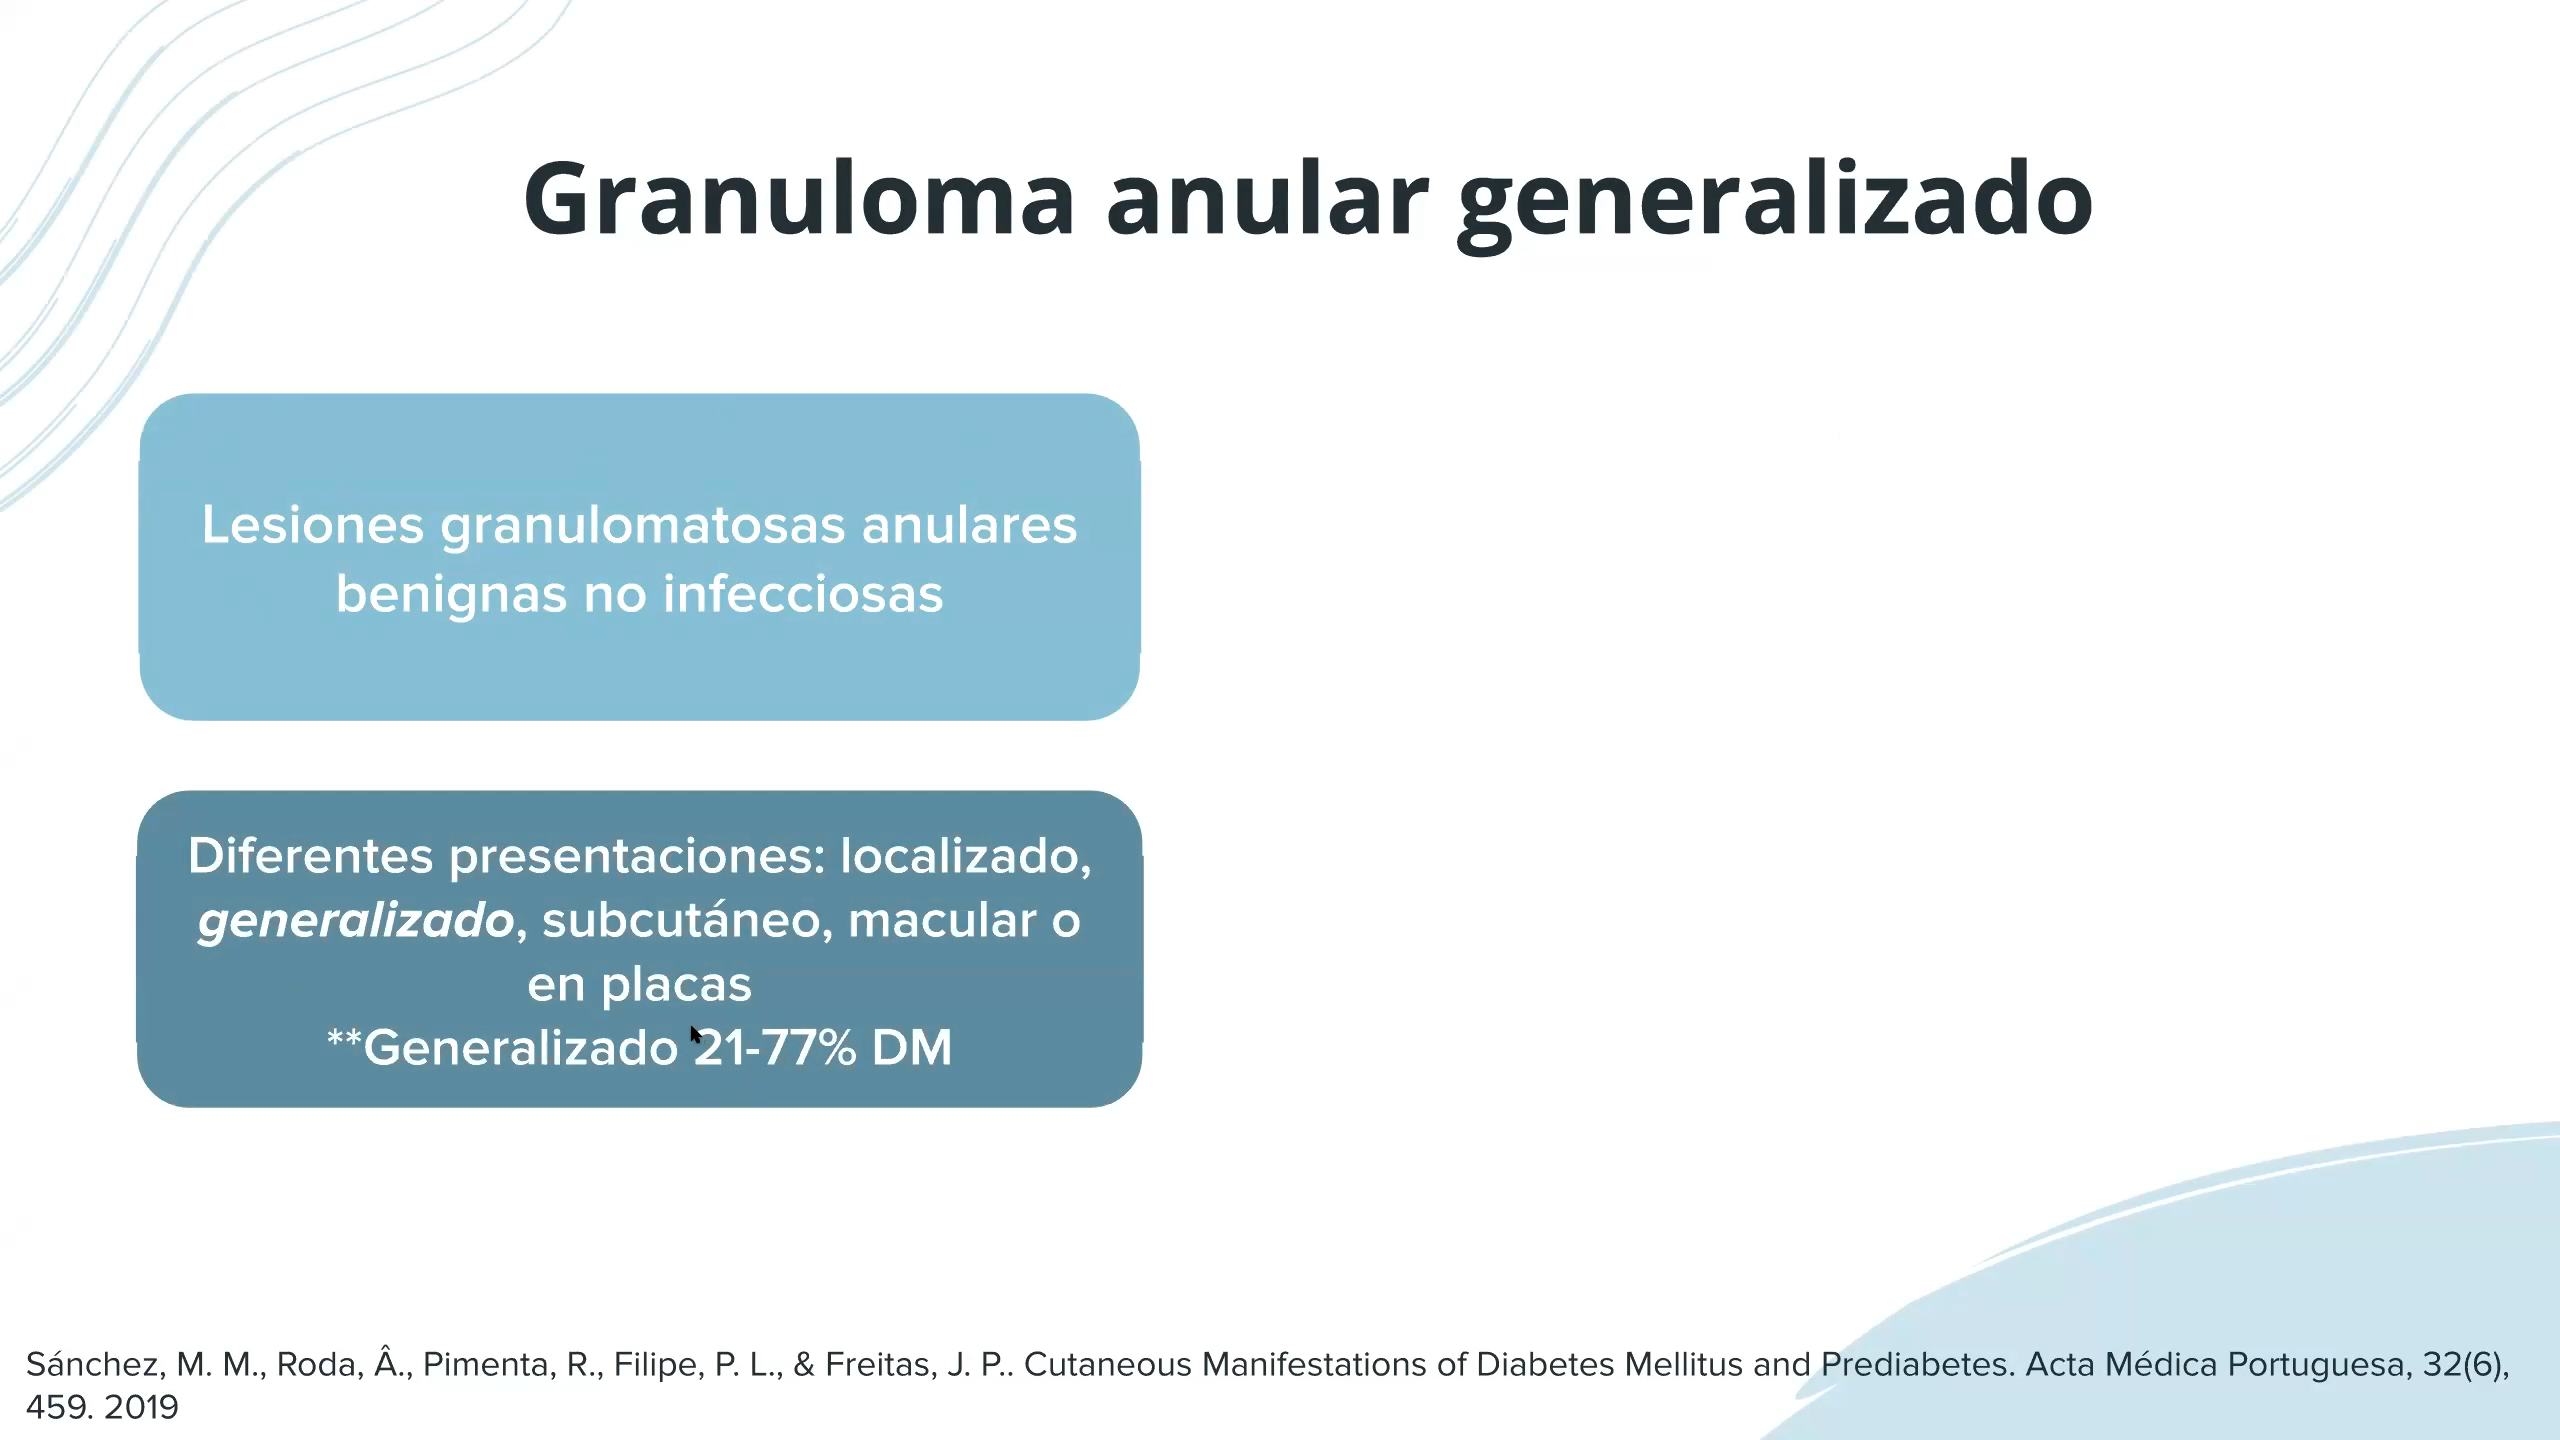 Granuloma anular generalizado
Lesiones granulomatosas anulares
benignas no infecciosas
Diferentes presentaciones: localizado,
generalizado, subcutáneo, macular o
en placas
**Generalizado 21-77% DM
Sánchez, M. M., Roda, Â., Pimenta, R., Filipe, P. L., & Freitas, J. P.. Cutaneous Manifestations of Diabetes Mellitus and Prediabetes. Acta Médica Portuguesa, 32(6),
459. 2019